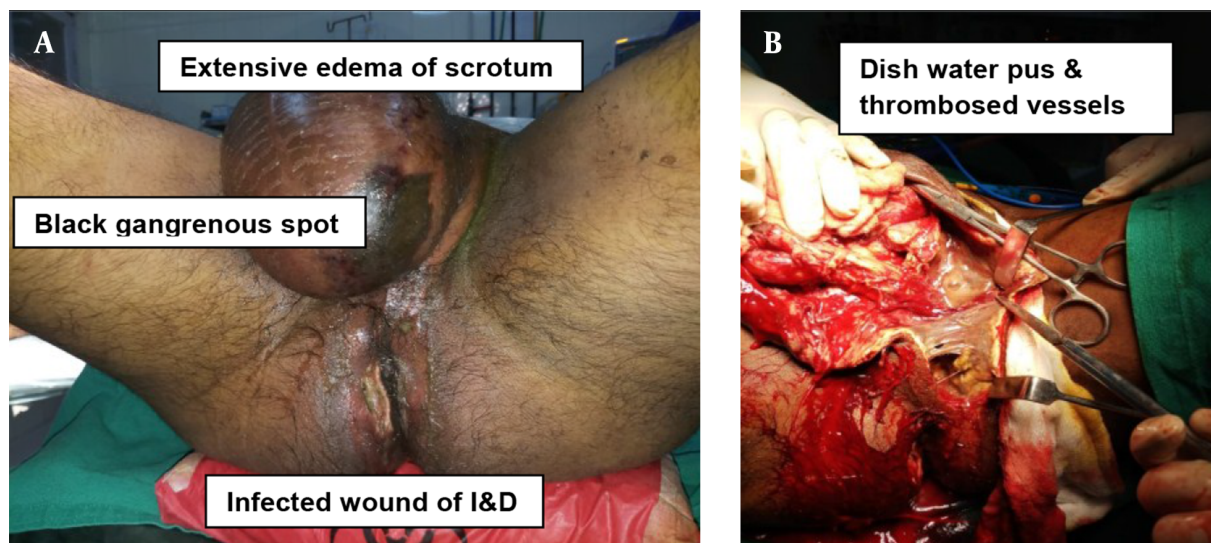 A
Extensive edema of scrotum
Black gangrenous spot
Infected wound of I&D
B
Dish water pus &
thrombosed vessels